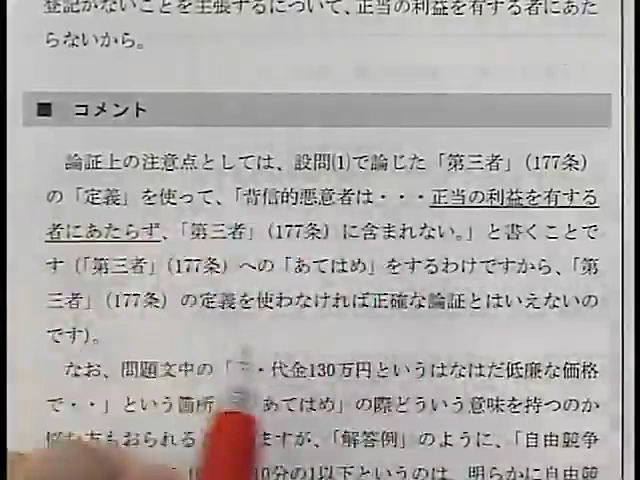 登記がないことを主張するについて、正当の利益を有する者にあた
らないから。
■ コメント
論証上の注意点としては、設問(1)で論じた「第三者」(177条)
の「定義」を使って、「背信的悪意者は・・・正当の利益を有する
者にあたらず、「第三者」(177条)に含まれない。」と書くことで
す(「第三者」(177条)への「あてはめ」をするわけですから、「第
三者」(177条)の定義を使わなければ正確な論証とはいえないの
です)。
なお、問題文中の「・・代金130万円というはなはだ低廉な価格
で・・」という箇所 あてはめ」の際どういう意味を持つのか
方もおられる ますが、「解答例」のように、「自由競争
10分の1以下というのは、明らかに自由競